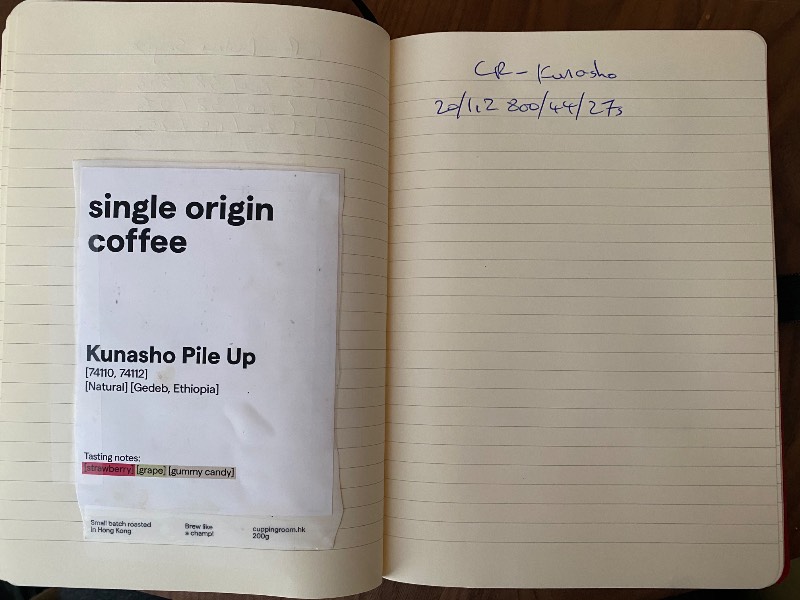 single origin
coffee
Kunasho Pile Up
[74110, 74112]
[Natural] [Gedeb, Ethiopia]
Tasting notes:
[strawberry] [grape] [gummy candy]
Small batch roasted
in Hong Kong
Brew like
a champ!
cuppingroom.hk
200g
CR - Kunasho
20/1,2 800/44/27s